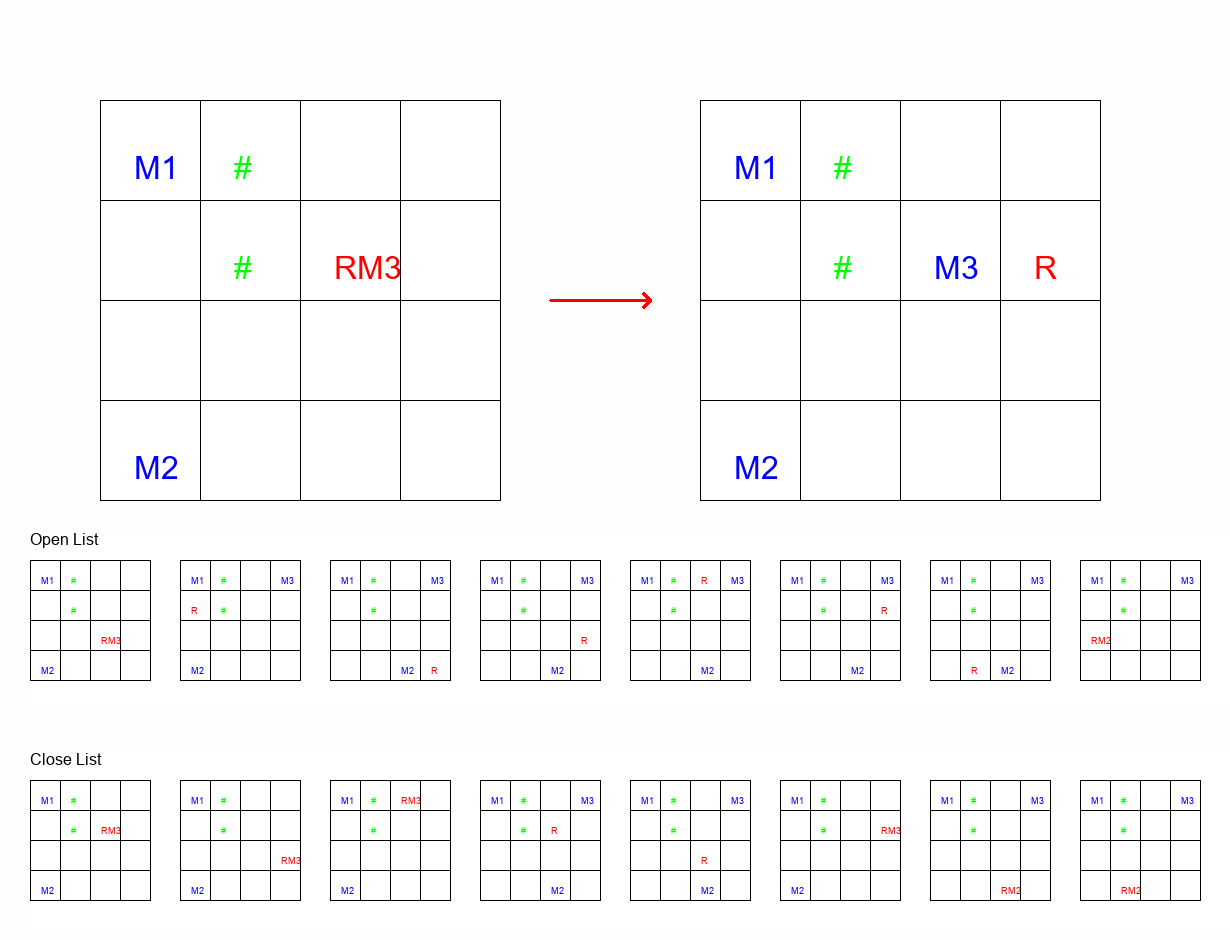 M1 # M1 #
# RM3 # M3 R
M2 M2
Open List
M1 # M1 # M3 M1 # M3 M1 # M3 M1 # R M3 M1 # M3 M1 # M3 M1 # M3
# R # # # # # R # #
RM3 R RM2
M2 M2 M2 R M2 M2 M2 R M2
Close List
M1 # M1 # M1 # RM3 M1 # M3 M1 # M3 M1 # M1 # M3 M1 # M3
# RM3 # # # R # # RM3 # #
RM3 R
M2 M2 M2 M2 M2 M2 RM2 RM2